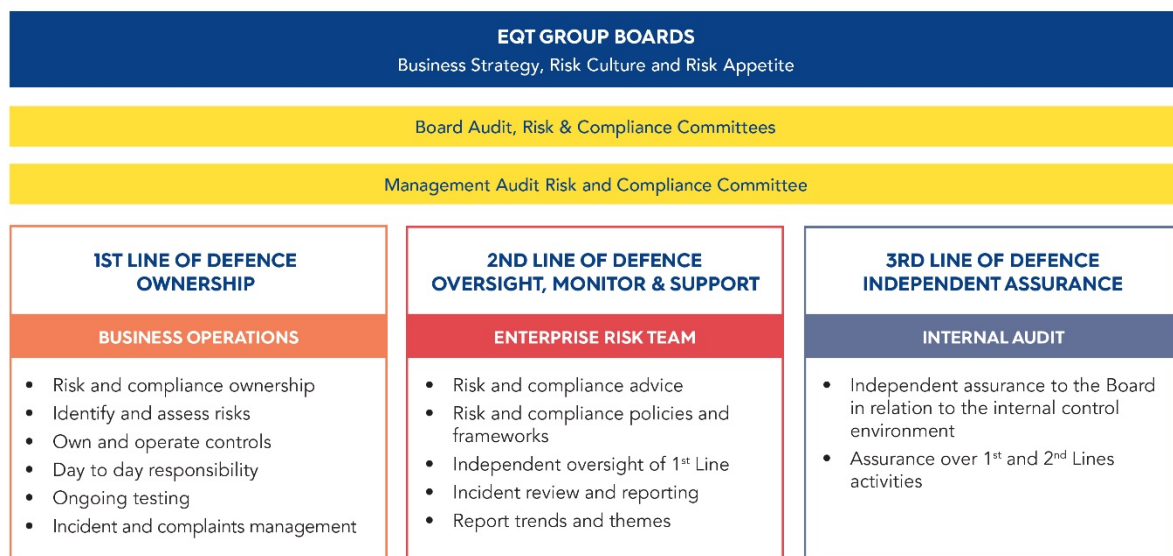 EQT GROUP BOARDS
Business Strategy, Risk Culture and Risk Appetite
Board Audit, Risk & Compliance Committees
Management Audit Risk and Compliance Committee
1ST LINE OF DEFENCE
OWNERSHIP
BUSINESS OPERATIONS
• Risk and compliance ownership
• Identify and assess risks
• Own and operate controls
• Day to day responsibility
• Ongoing testing
• Incident and complaints management
2ND LINE OF DEFENCE
OVERSIGHT, MONITOR & SUPPORT
ENTERPRISE RISK TEAM
• Risk and compliance advice
• Risk and compliance policies and
frameworks
• Independent oversight of 1st Line
• Incident review and reporting
• Report trends and themes
3RD LINE OF DEFENCE
INDEPENDENT ASSURANCE
INTERNAL AUDIT
• Independent assurance to the Board
in relation to the internal control
environment
• Assurance over 1st and 2nd Lines
activities